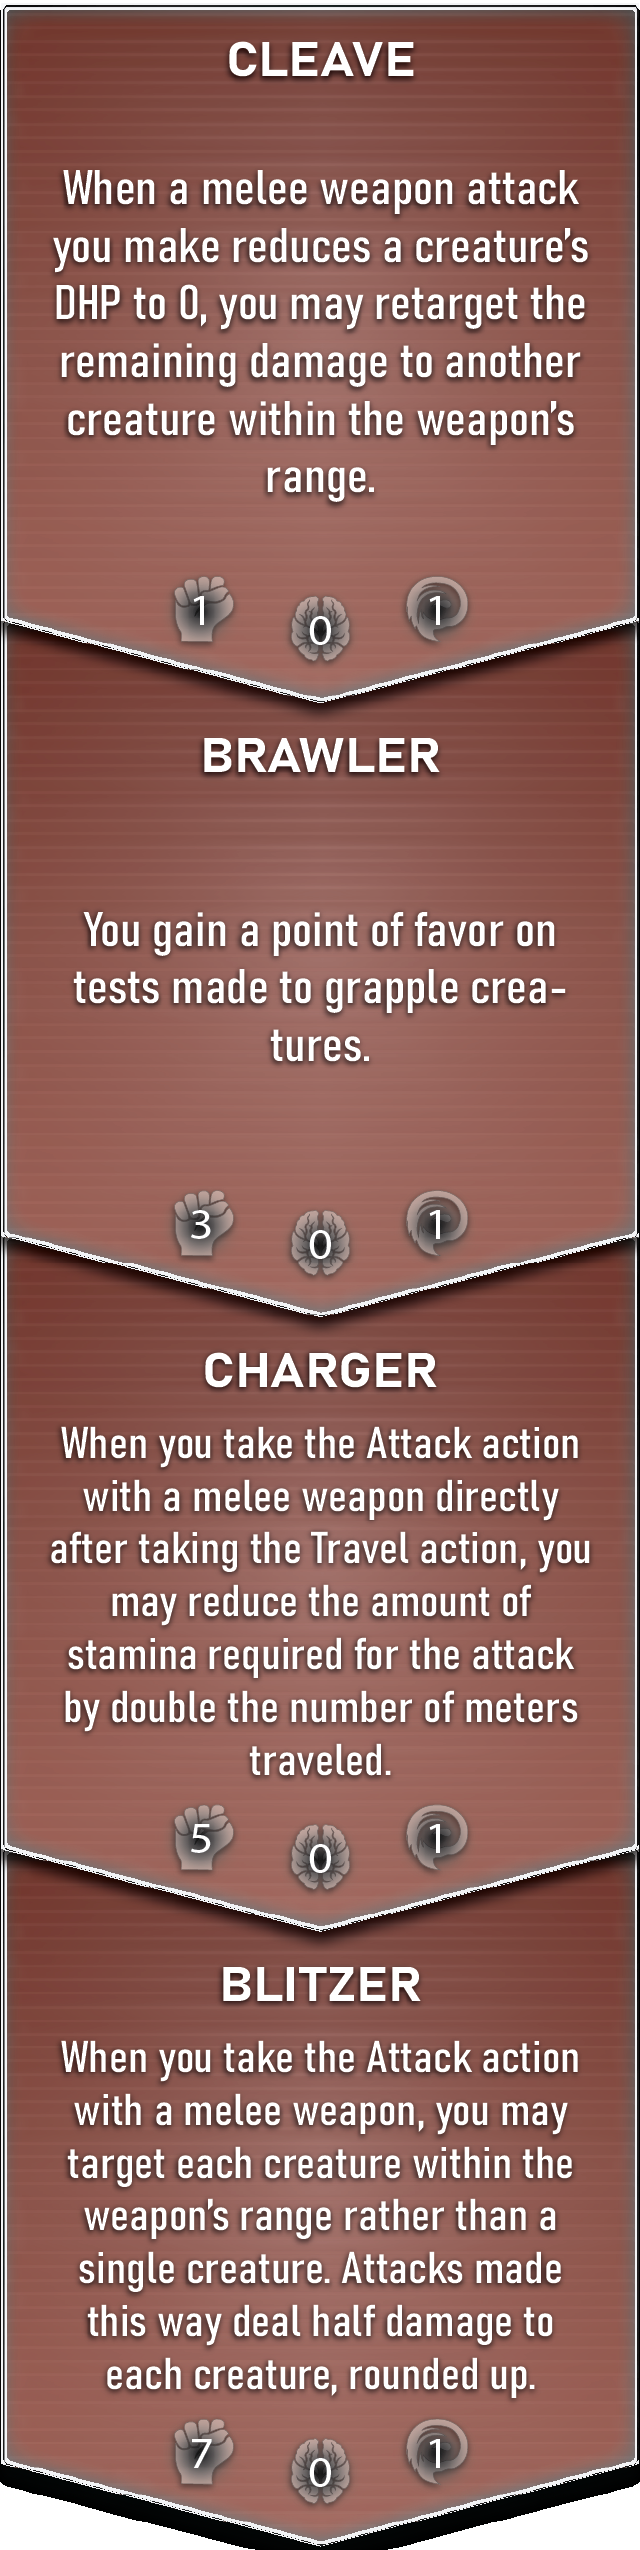 CLEAVE
When a melee weapon attack
you make reduces a creature's
DHP to 0, you may retarget the
remaining damage to another
creature within the weapon's
range.
1 0 1
BRAWLER
You gain a point of favor on
tests made to grapple crea-
tures.
3 0 1
CHARGER
When you take the Attack action
with a melee weapon directly
after taking the Travel action, you
may reduce the amount of
stamina required for the attack
by double the number of meters
traveled.
5 0 1
BLITZER
When you take the Attack action
with a melee weapon, you may
target each creature within the
weapon's range rather than a
single creature. Attacks made
this way deal half damage to
each creature, rounded up.
7 0 1